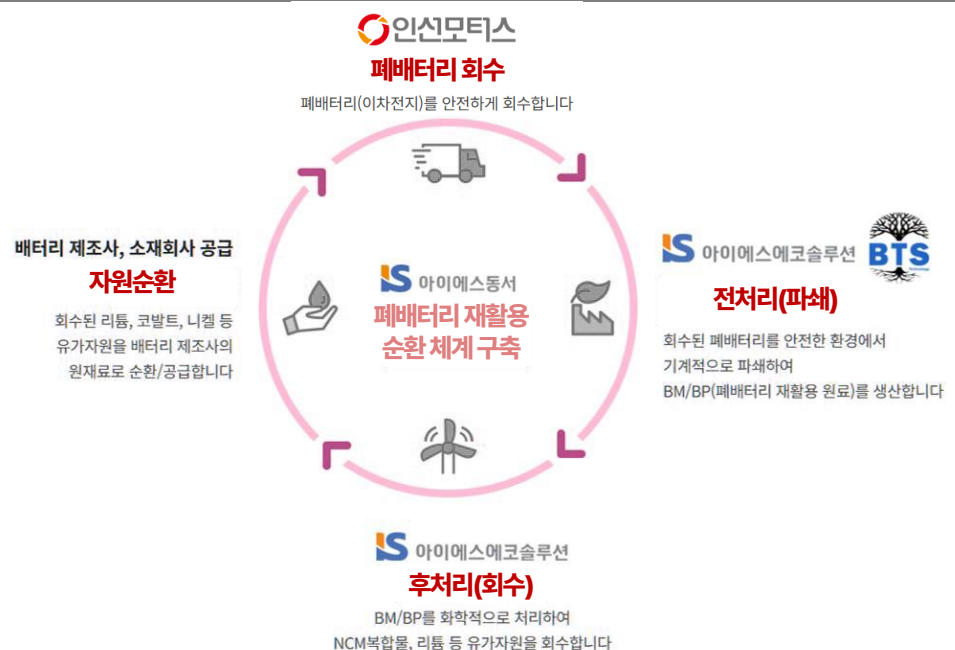 인선모티스
폐배터리 회수
폐배터리(이차전지)를 안전하게 회수합니다
배터리 제조사, 소재회사 공급
자원순환
회수된 리튬, 코발트, 니켈 등
유가자원을 배터리 제조사의
원재료로 순환/공급합니다
IS 아이에스동서
폐배터리 재활용
순환 체계 구축
IS 아이에스에코솔루션
BTS
Technology
전처리(파쇄)
회수된 폐배터리를 안전한 환경에서
기계적으로 파쇄하여
BM/BP(폐배터리 재활용 원료)를 생산합니다
IS 아이에스에코솔루션
후처리(회수)
BM/BP를 화학적으로 처리하여
NCM복합물, 리튬 등 유가자원을 회수합니다